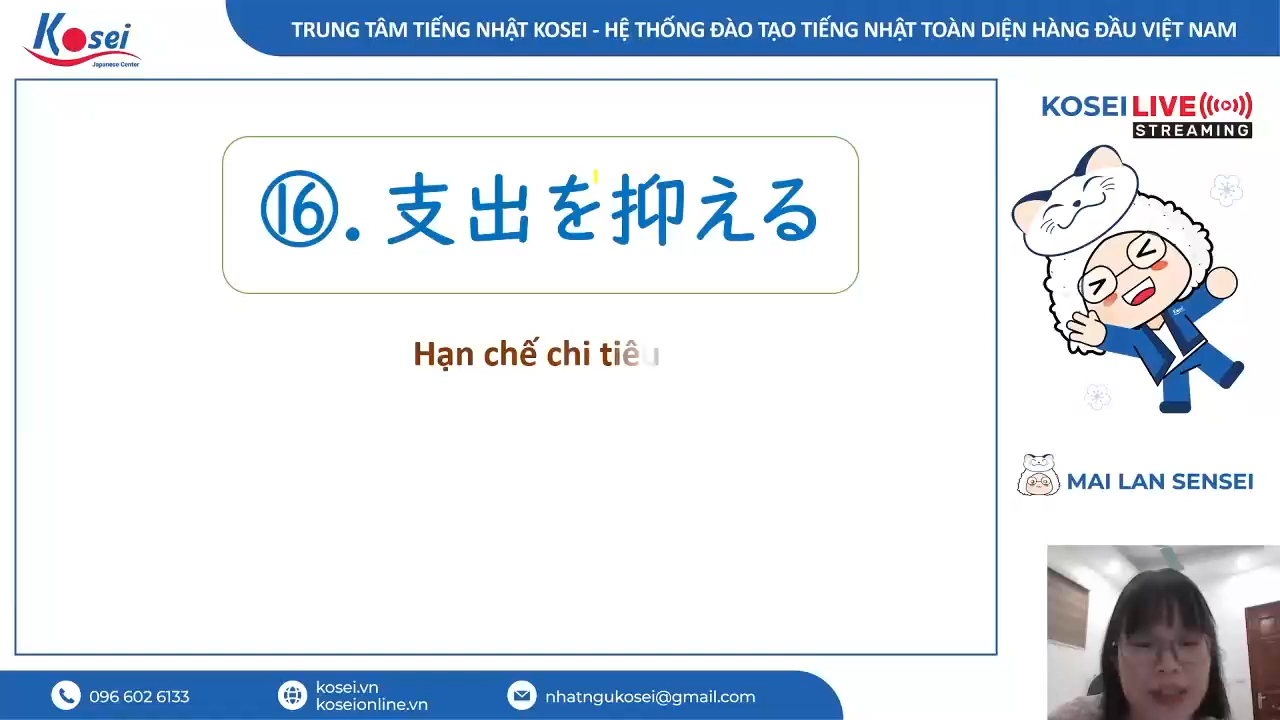 Kosei
Japanese Center
TRUNG TÂM TIẾNG NHẬT KOSEI - HỆ THỐNG ĐÀO TẠO TIẾNG NHẬT TOÀN DIỆN HÀNG ĐẦU VIỆT NAM
KOSEI LIVE
STREAMING
⑯. 支出を抑える
Hạn chế chi tiêu
MAI LAN SENSEI
096 602 6133
kosei.vn
koseionline.vn
nhatngukosei@gmail.com